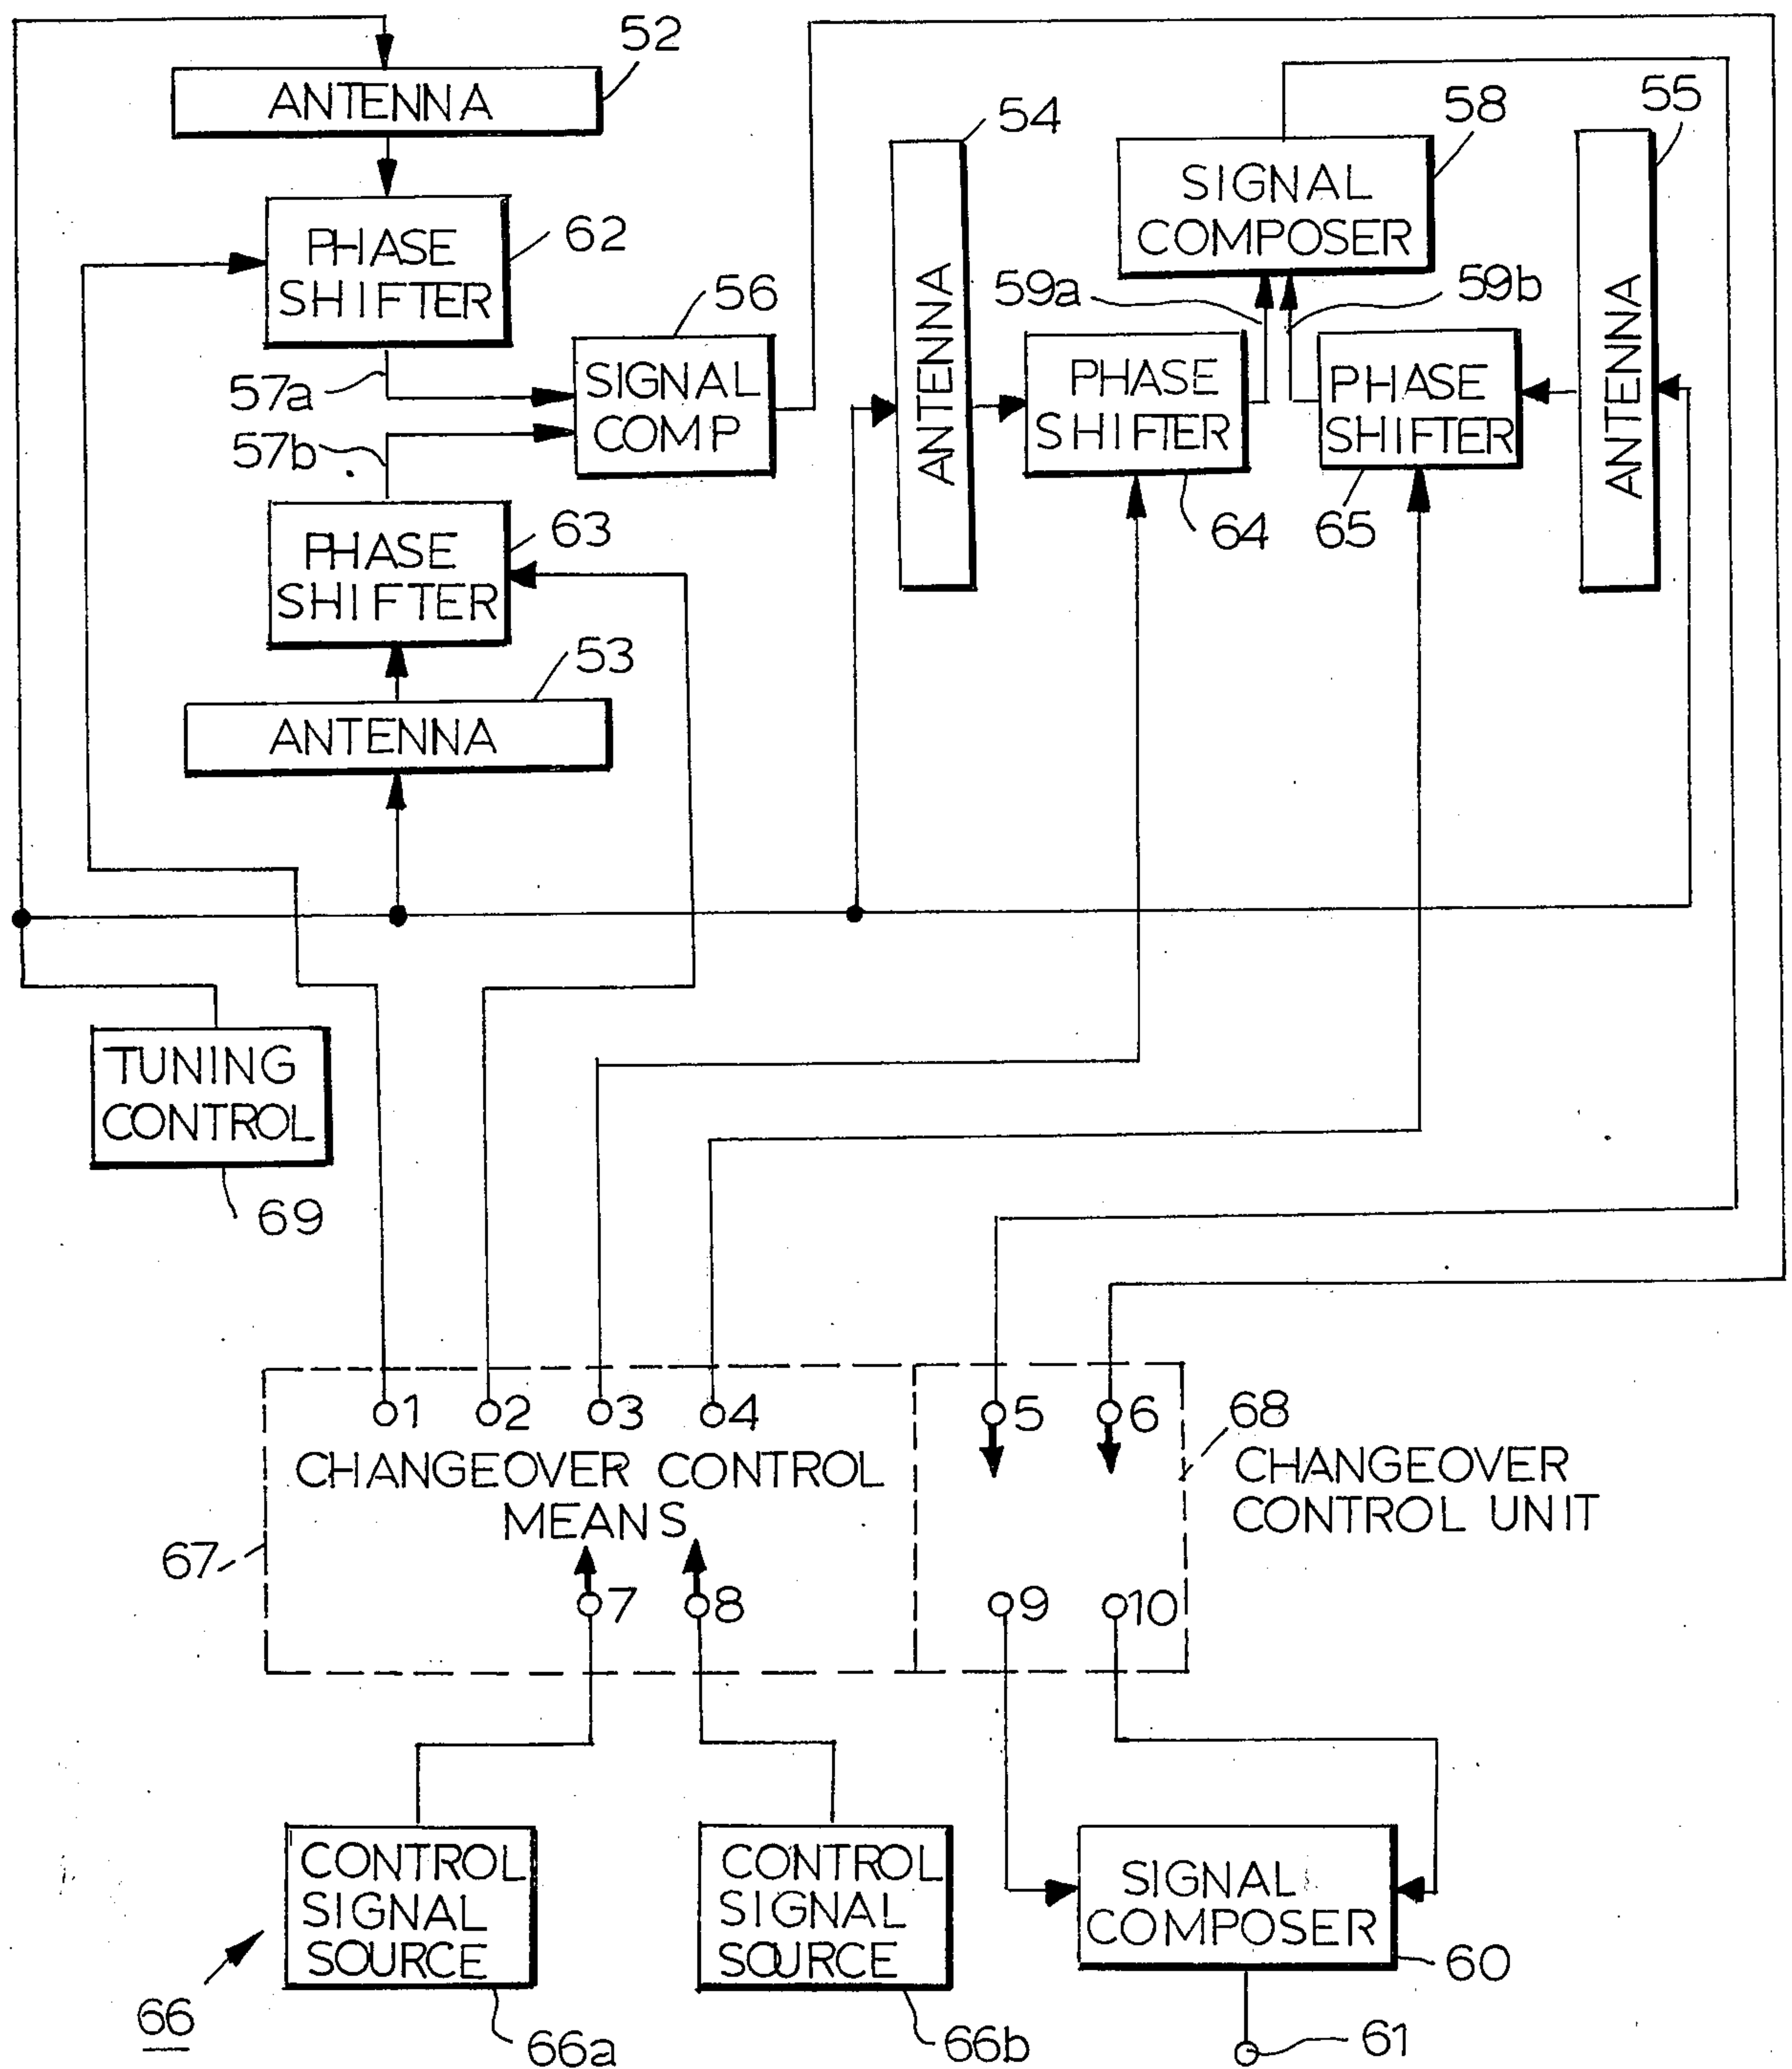 52
ANTENNA
54
58
55
SIGNAL
COMPOSER
PHASE
SHIFTER
62
56
59a
59b
ANTENNA
ANTENNA
57a
SIGNAL
COMP
PHASE
SHIFTER
PHASE
SHIFTER
57b
63
64
65
PHASE
SHIFTER
53
ANTENNA
TUNING
CONTROL
69
1
2
3
4
5
6
68
CHANGEOVER CONTROL
MEANS
CHANGEOVER
CONTROL UNIT
67
7
8
9
10
CONTROL
SIGNAL
SOURCE
CONTROL
SIGNAL
SOURCE
SIGNAL
COMPOSER
60
66
66a
66b
61